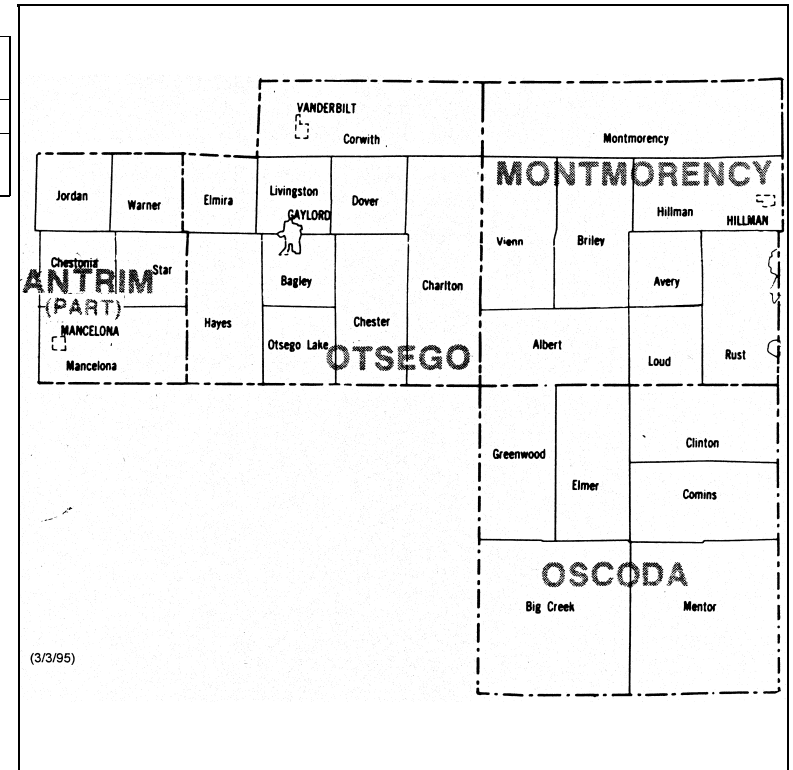 VANDERBILT
Corwith
Montmorency
MONTMORENCY
Jordan
Warner
Elmira
Livingston
GAYLORD
Dover
Hillman
HILLMAN
Vienn
Briley
Chestonia
Star
ANTRIM
(PART)
MANCELONA
Mancelona
Hayes
Bagley
Otsego Lake
Chester
Charlton
OTSEGO
Avery
Albert
Loud
Rust
Greenwood
Elmer
Clinton
Comins
OSCODA
Big Creek
Mentor
(3/3/95)